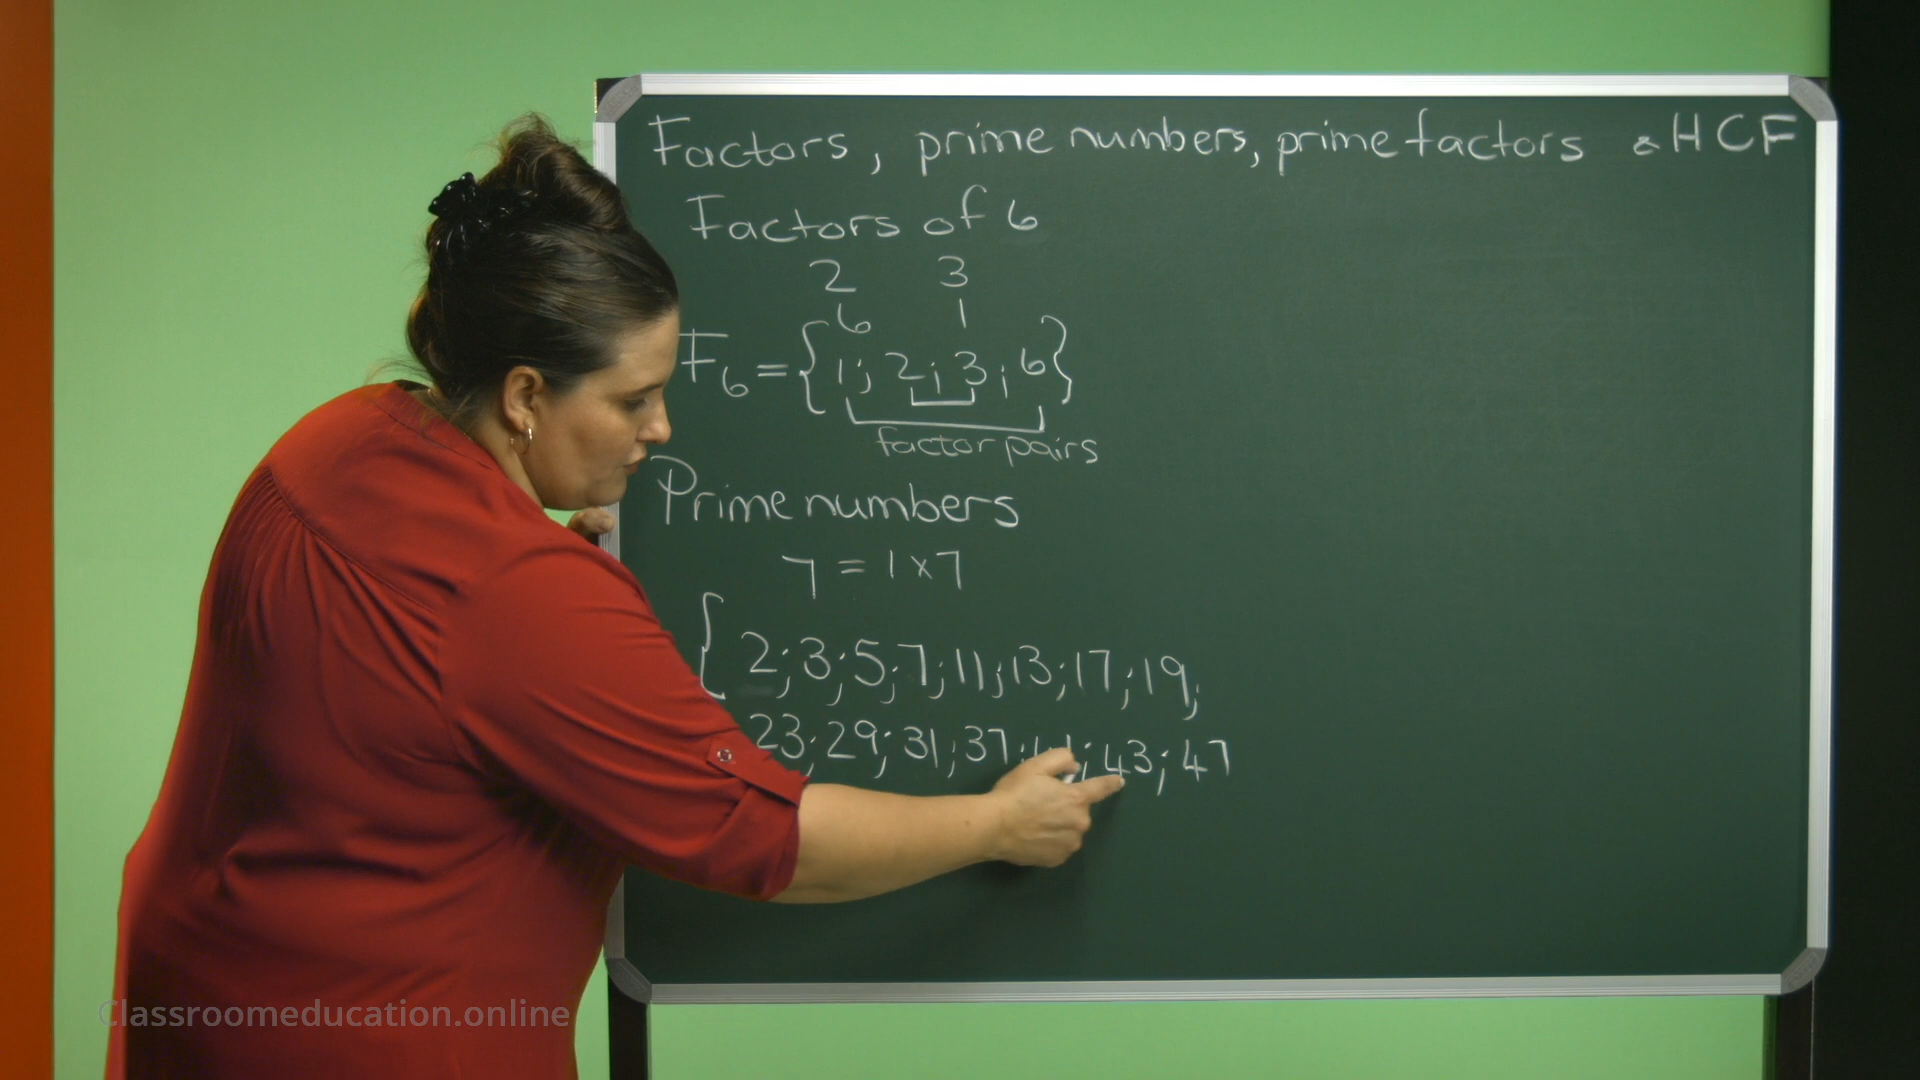 Factors, prime numbers, prime factors & HCF
Factors of 6
2 3
6 1
F6 = {1; 2; 3; 6}
factor pairs
Prime numbers
7 = 1 x 7
{ 2; 3; 5; 7; 11; 13; 17; 19;
23; 29; 31; 37; 43; 47
Classroomeducation.online